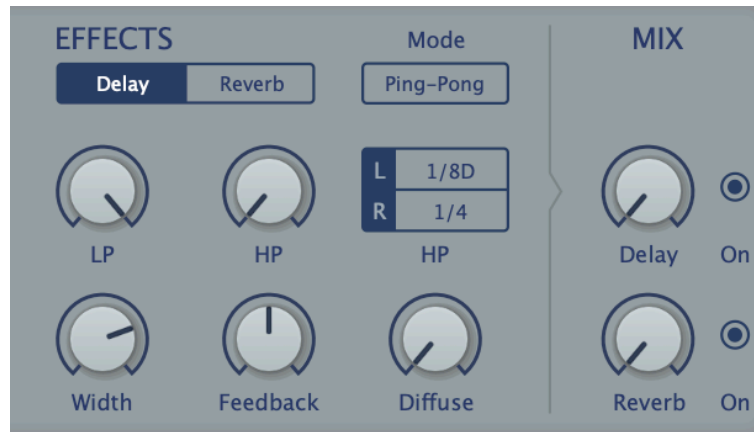 EFFECTS
Mode
MIX
Delay
Reverb
Ping-Pong
L
1/8D
R
1/4
LP
HP
HP
Delay
On
Width
Feedback
Diffuse
Reverb
On